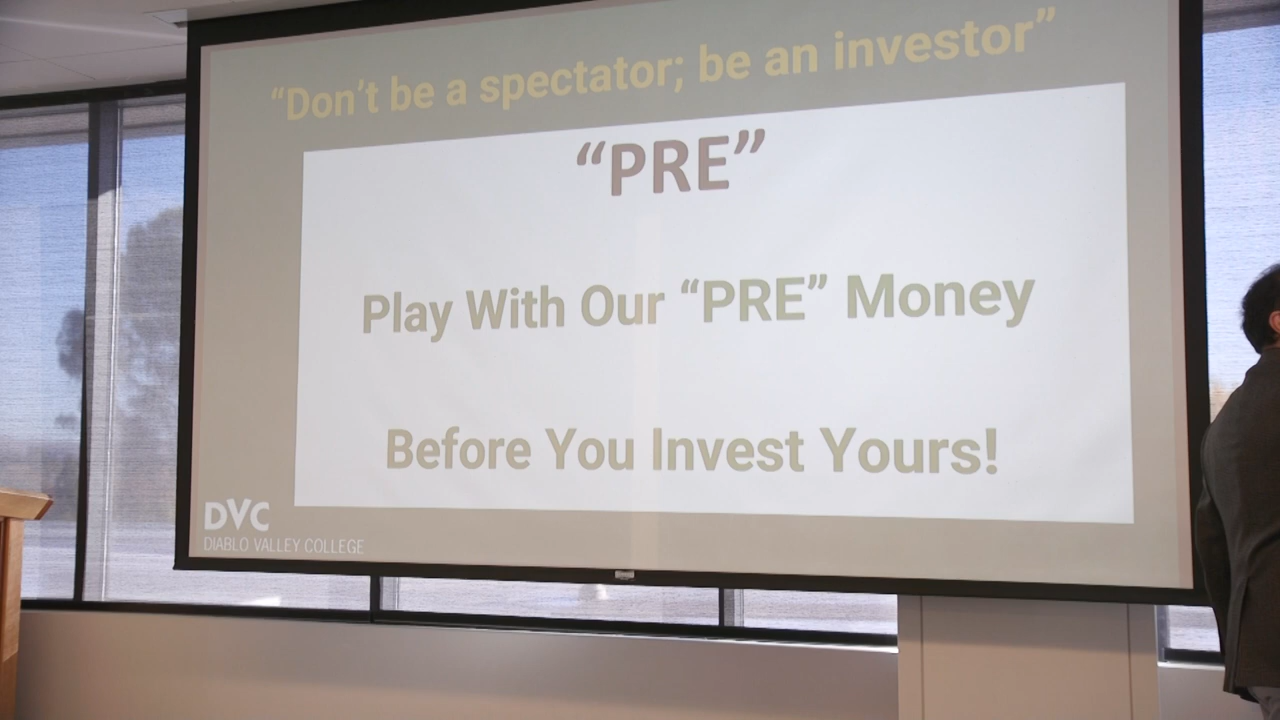 “Don’t be a spectator; be an investor”
“PRE”
Play With Our “PRE” Money
Before You Invest Yours!
DVC
DIABLO VALLEY COLLEGE